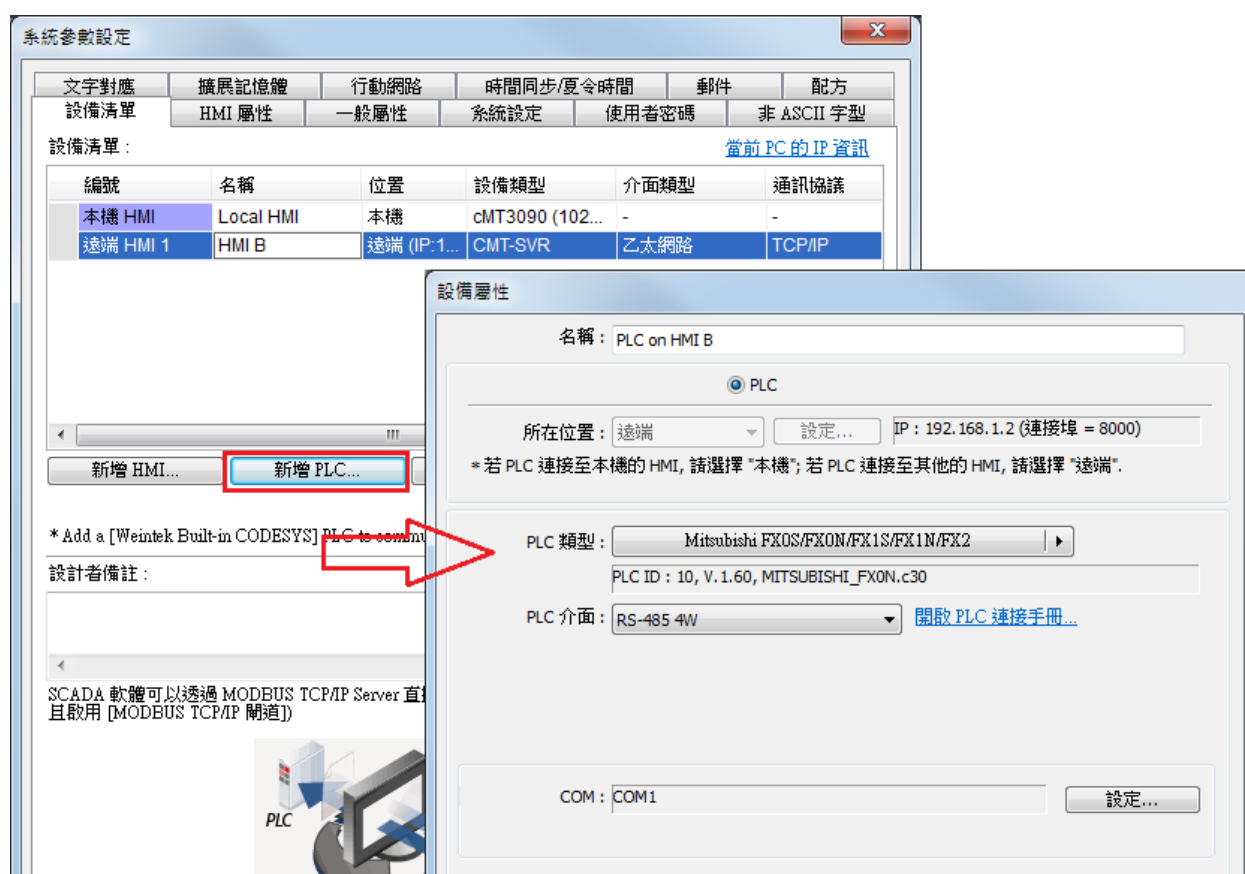 系統參數設定
文字對應 擴展記憶體 行動網路 時間同步/夏令時間 郵件 配方
設備清單 HMI 屬性 一般屬性 系統設定 使用者密碼 非 ASCII 字型
設備清單 : 當前 PC 的 IP 資訊
編號 名稱 位置 設備類型 介面類型 通訊協議
本機 HMI Local HMI 本機 cMT3090 (102... - -
遠端 HMI 1 HMI B 遠端 (IP:1... CMT-SVR 乙太網路 TCP/IP
新增 HMI... 新增 PLC...
* Add a [Weintek Built-in CODESYS] PLC to commu
設計者備註 :
SCADA 軟體可以透過 MODBUS TCP/IP Server 直
且啟用 [MODBUS TCP/IP 閘道])
PLC
設備屬性
名稱 : PLC on HMI B
PLC
所在位置 : 遠端 設定... IP : 192.168.1.2 (連接埠 = 8000)
* 若 PLC 連接至本機的 HMI, 請選擇 "本機"; 若 PLC 連接至其他的 HMI, 請選擇 "遠端".
PLC 類型 : Mitsubishi FX0S/FX0N/FX1S/FX1N/FX2
PLC ID : 10, V.1.60, MITSUBISHI_FX0N.c30
PLC 介面 : RS-485 4W 開啟 PLC 連接手冊...
COM : COM1 設定...